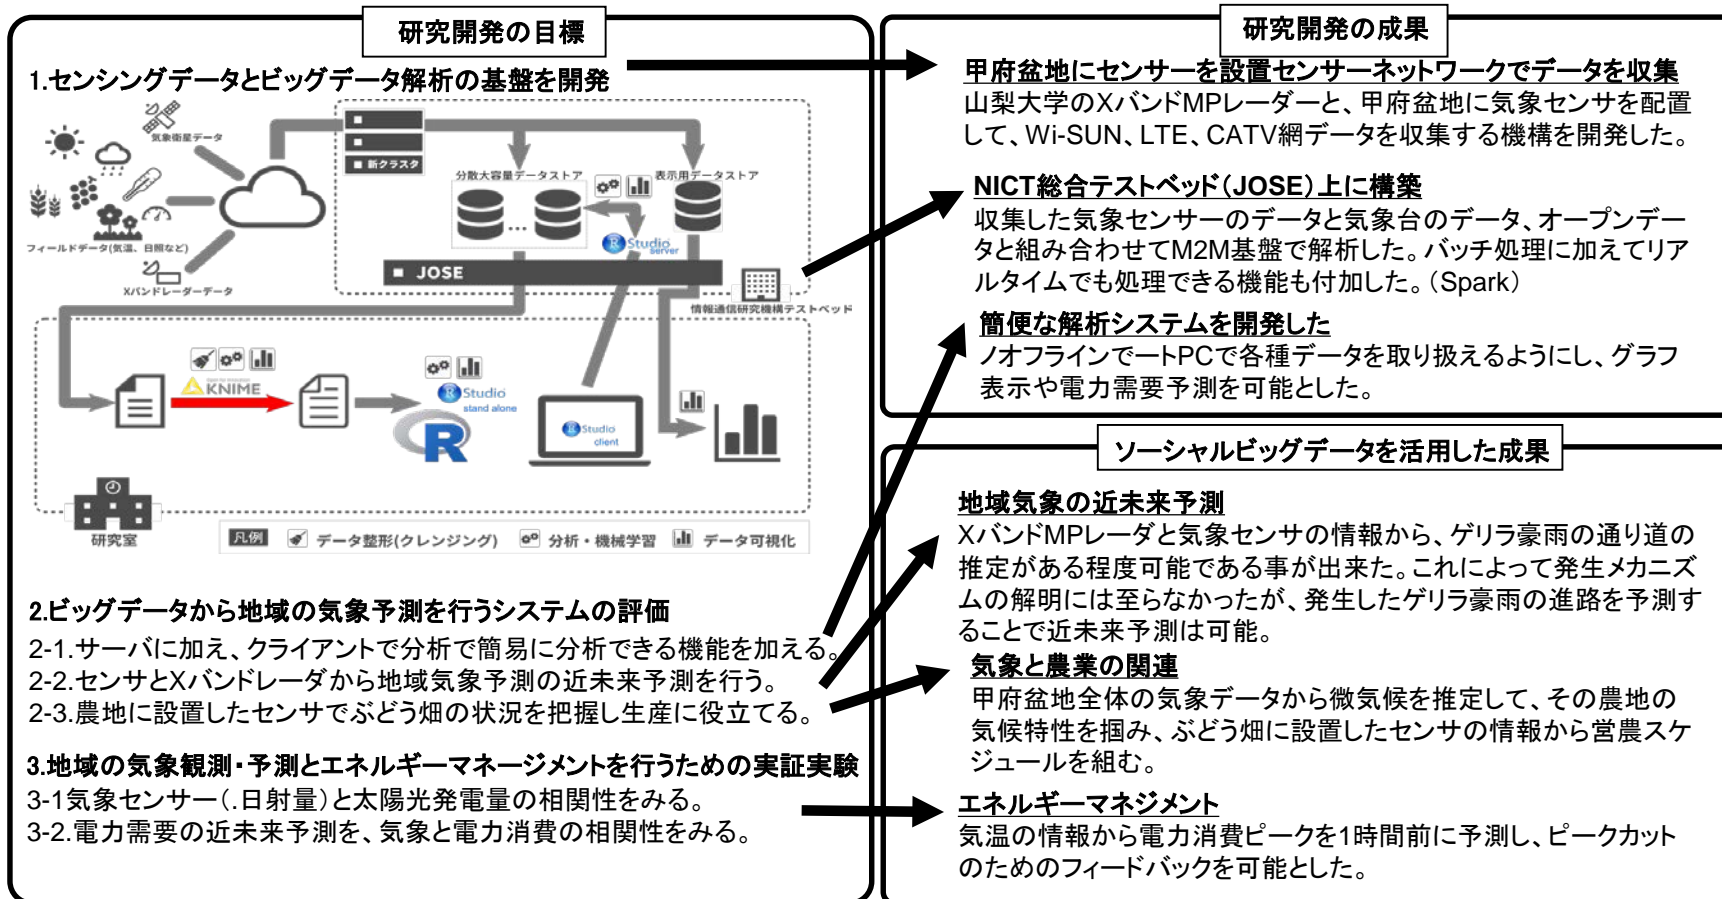 研究開発の目標
1.センシングデータとビッグデータ解析の基盤を開発
気象衛星データ
新クラスタ
分散大容量データストア
表示用データストア
...
R Studio
server
フィールドデータ(気温、日照など)
JOSE
Xバンドレーダーデータ
情報通信研究機構テストベッド
KNIME
R Studio
stand alone
R
R Studio
client
研究室
凡例 データ整形(クレンジング) 分析・機械学習 データ可視化
2.ビッグデータから地域の気象予測を行うシステムの評価
2-1.サーバに加え、クライアントで分析で簡易に分析できる機能を加える。
2-2.センサとXバンドレーダから地域気象予測の近未来予測を行う。
2-3.農地に設置したセンサでぶどう畑の状況を把握し生産に役立てる。
3.地域の気象観測・予測とエネルギーマネージメントを行うための実証実験
3-1気象センサー(.日射量)と太陽光発電量の相関性をみる。
3-2.電力需要の近未来予測を、気象と電力消費の相関性をみる。
研究開発の成果
甲府盆地にセンサーを設置センサーネットワークでデータを収集
山梨大学のXバンドMPレーダーと、甲府盆地に気象センサを配置
して、Wi-SUN、LTE、CATV網データを収集する機構を開発した。
NICT総合テストベッド(JOSE)上に構築
収集した気象センサーのデータと気象台のデータ、オープンデー
タと組み合わせてM2M基盤で解析した。バッチ処理に加えてリア
ルタイムでも処理できる機能も付加した。(Spark)
簡便な解析システムを開発した
ノオフラインでートPCで各種データを取り扱えるようにし、グラフ
表示や電力需要予測を可能とした。
ソーシャルビッグデータを活用した成果
地域気象の近未来予測
XバンドMPレーダと気象センサの情報から、ゲリラ豪雨の通り道の
推定がある程度可能である事が出来た。これによって発生メカニズ
ムの解明には至らなかったが、発生したゲリラ豪雨の進路を予測す
ることで近未来予測は可能。
気象と農業の関連
甲府盆地全体の気象データから微気候を推定して、その農地の
気候特性を掴み、ぶどう畑に設置したセンサの情報から営農スケ
ジュールを組む。
エネルギーマネジメント
気温の情報から電力消費ピークを1時間前に予測し、ピークカット
のためのフィードバックを可能とした。